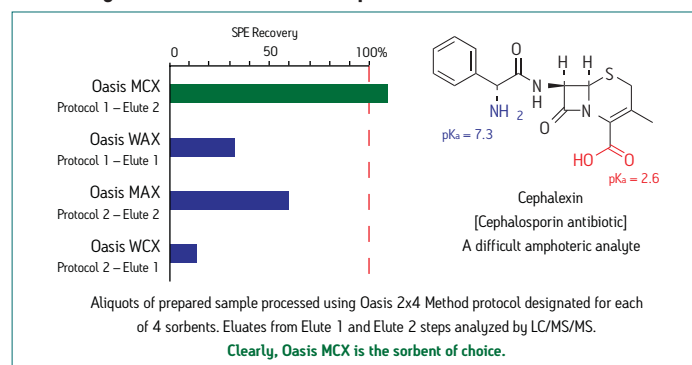 SPE Recovery
0 50 100%
Oasis MCX
Protocol 1 – Elute 2
Oasis WAX
Protocol 1 – Elute 1
Oasis MAX
Protocol 2 – Elute 2
Oasis WCX
Protocol 2 – Elute 1
O
H H
S
N
H
NH 2
O
N
pKa = 7.3
HO
O
pKa = 2.6
Cephalexin
[Cephalosporin antibiotic]
A difficult amphoteric analyte
Aliquots of prepared sample processed using Oasis 2x4 Method protocol designated for each
of 4 sorbents. Eluates from Elute 1 and Elute 2 steps analyzed by LC/MS/MS.
Clearly, Oasis MCX is the sorbent of choice.